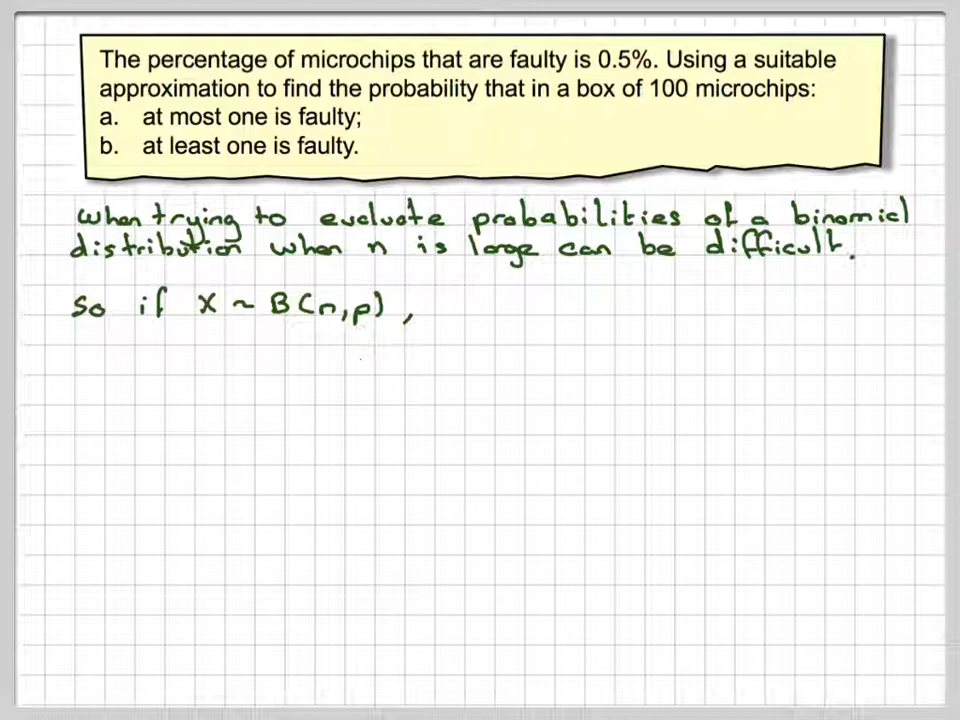 The percentage of microchips that are faulty is 0.5%. Using a suitable
approximation to find the probability that in a box of 100 microchips:
a. at most one is faulty;
b. at least one is faulty.
When trying to evaluate probabilities of a binomial
distribution when n is large can be difficult.
So if X ~ B(n,p) ,